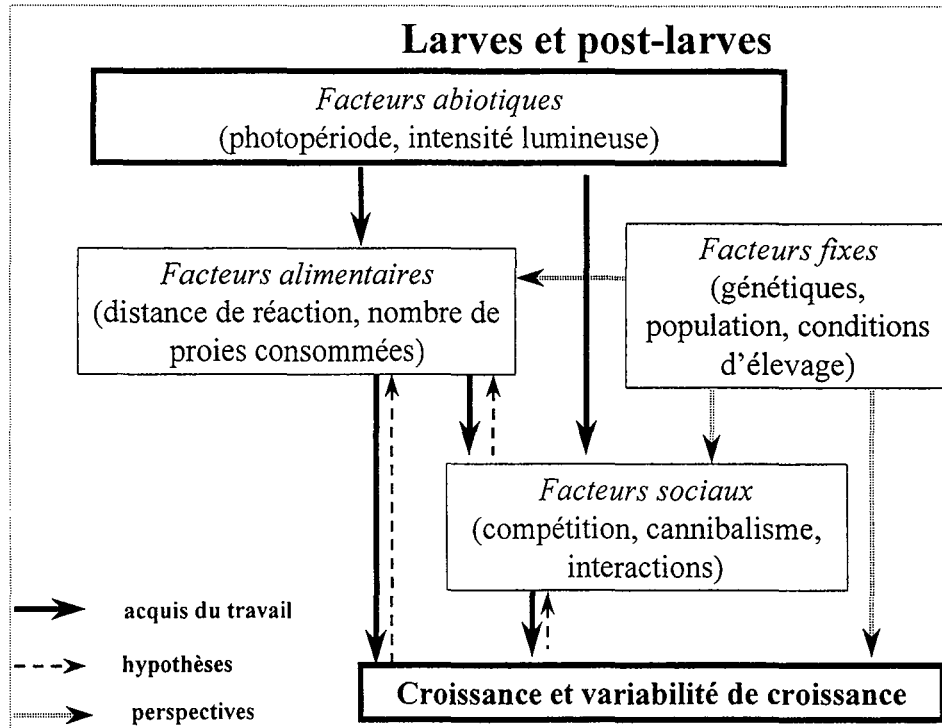 Larves et post-larves
Facteurs abiotiques
(photopériode, intensité lumineuse)
Facteurs alimentaires
(distance de réaction, nombre de
proies consommées)
Facteurs fixes
(génétiques,
population, conditions
d'élevage)
Facteurs sociaux
(compétition, cannibalisme,
interactions)
acquis du travail
hypothèses
perspectives
Croissance et variabilité de croissance